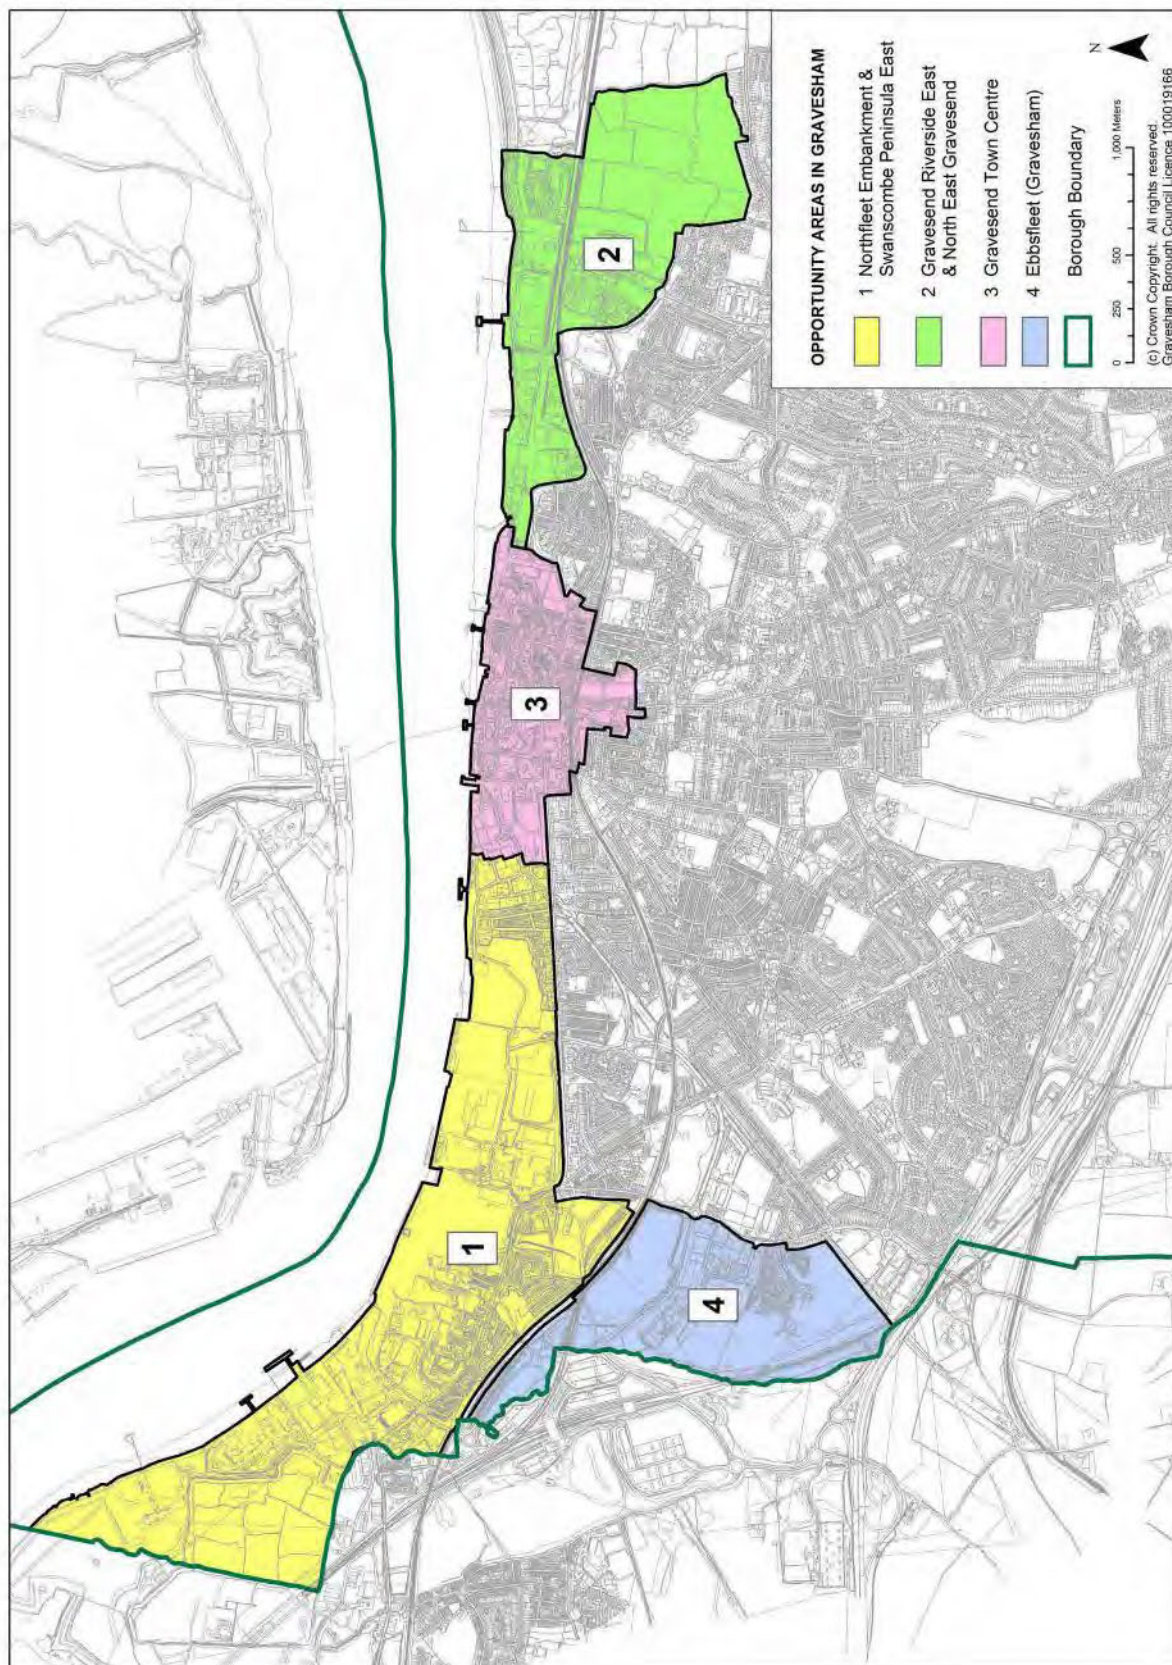 OPPORTUNITY AREAS IN GRAVESHAM
1 Northfleet Embankment &
Swanscombe Peninsula East
2 Gravesend Riverside East
& North East Gravesend
3 Gravesend Town Centre
4 Ebbsfleet (Gravesham)
Borough Boundary
N
0 250 500 1,000 Meters
(c) Crown Copyright. All rights reserved.
Gravesham Borough Council Licence 100019166
1
4
3
2